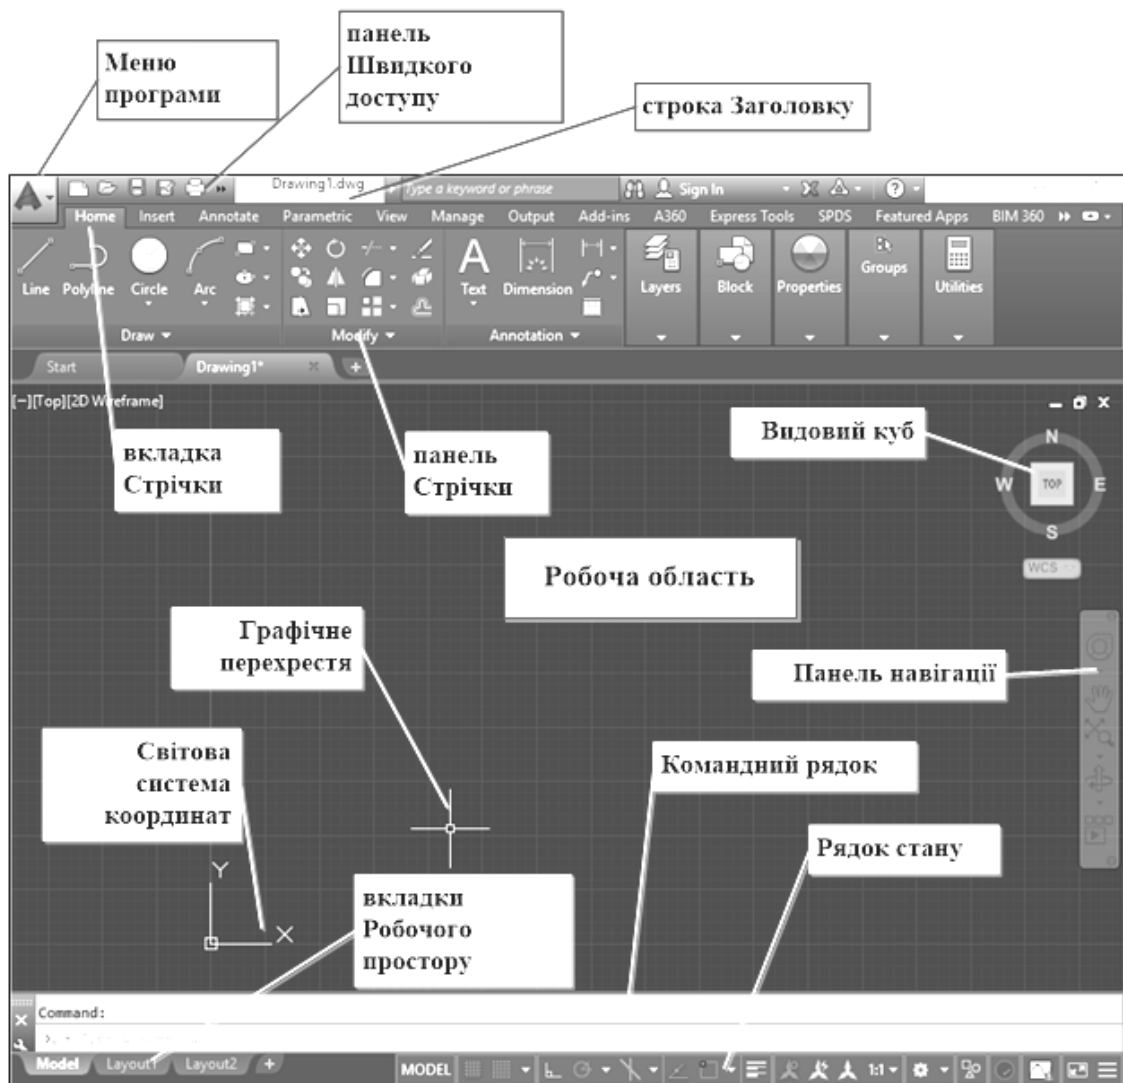 Меню
програми
панель
Швидкого
доступу
строка Заголовку
Drawing1.dwg
Type a keyword or phrase
Sign In
Home Insert Annotate Parametric View Manage Output Add-ins A360 Express Tools SPDS Featured Apps BIM 360
Line Polyline Circle Arc
Text Dimension
Layers Block Properties Groups Utilities
Draw Modify Annotation
Start Drawing1*
[−][Top][2D Wireframe]
вкладка
Стрічки
панель
Стрічки
Видовий куб
N
W TOP E
S
WCS
Робоча область
Графічне
перехрестя
Панель навігації
Світова
система
координат
Командний рядок
Рядок стану
Y
X
вкладки
Робочого
простору
Command:
Model Layout1 Layout2 +
MODEL 1:1